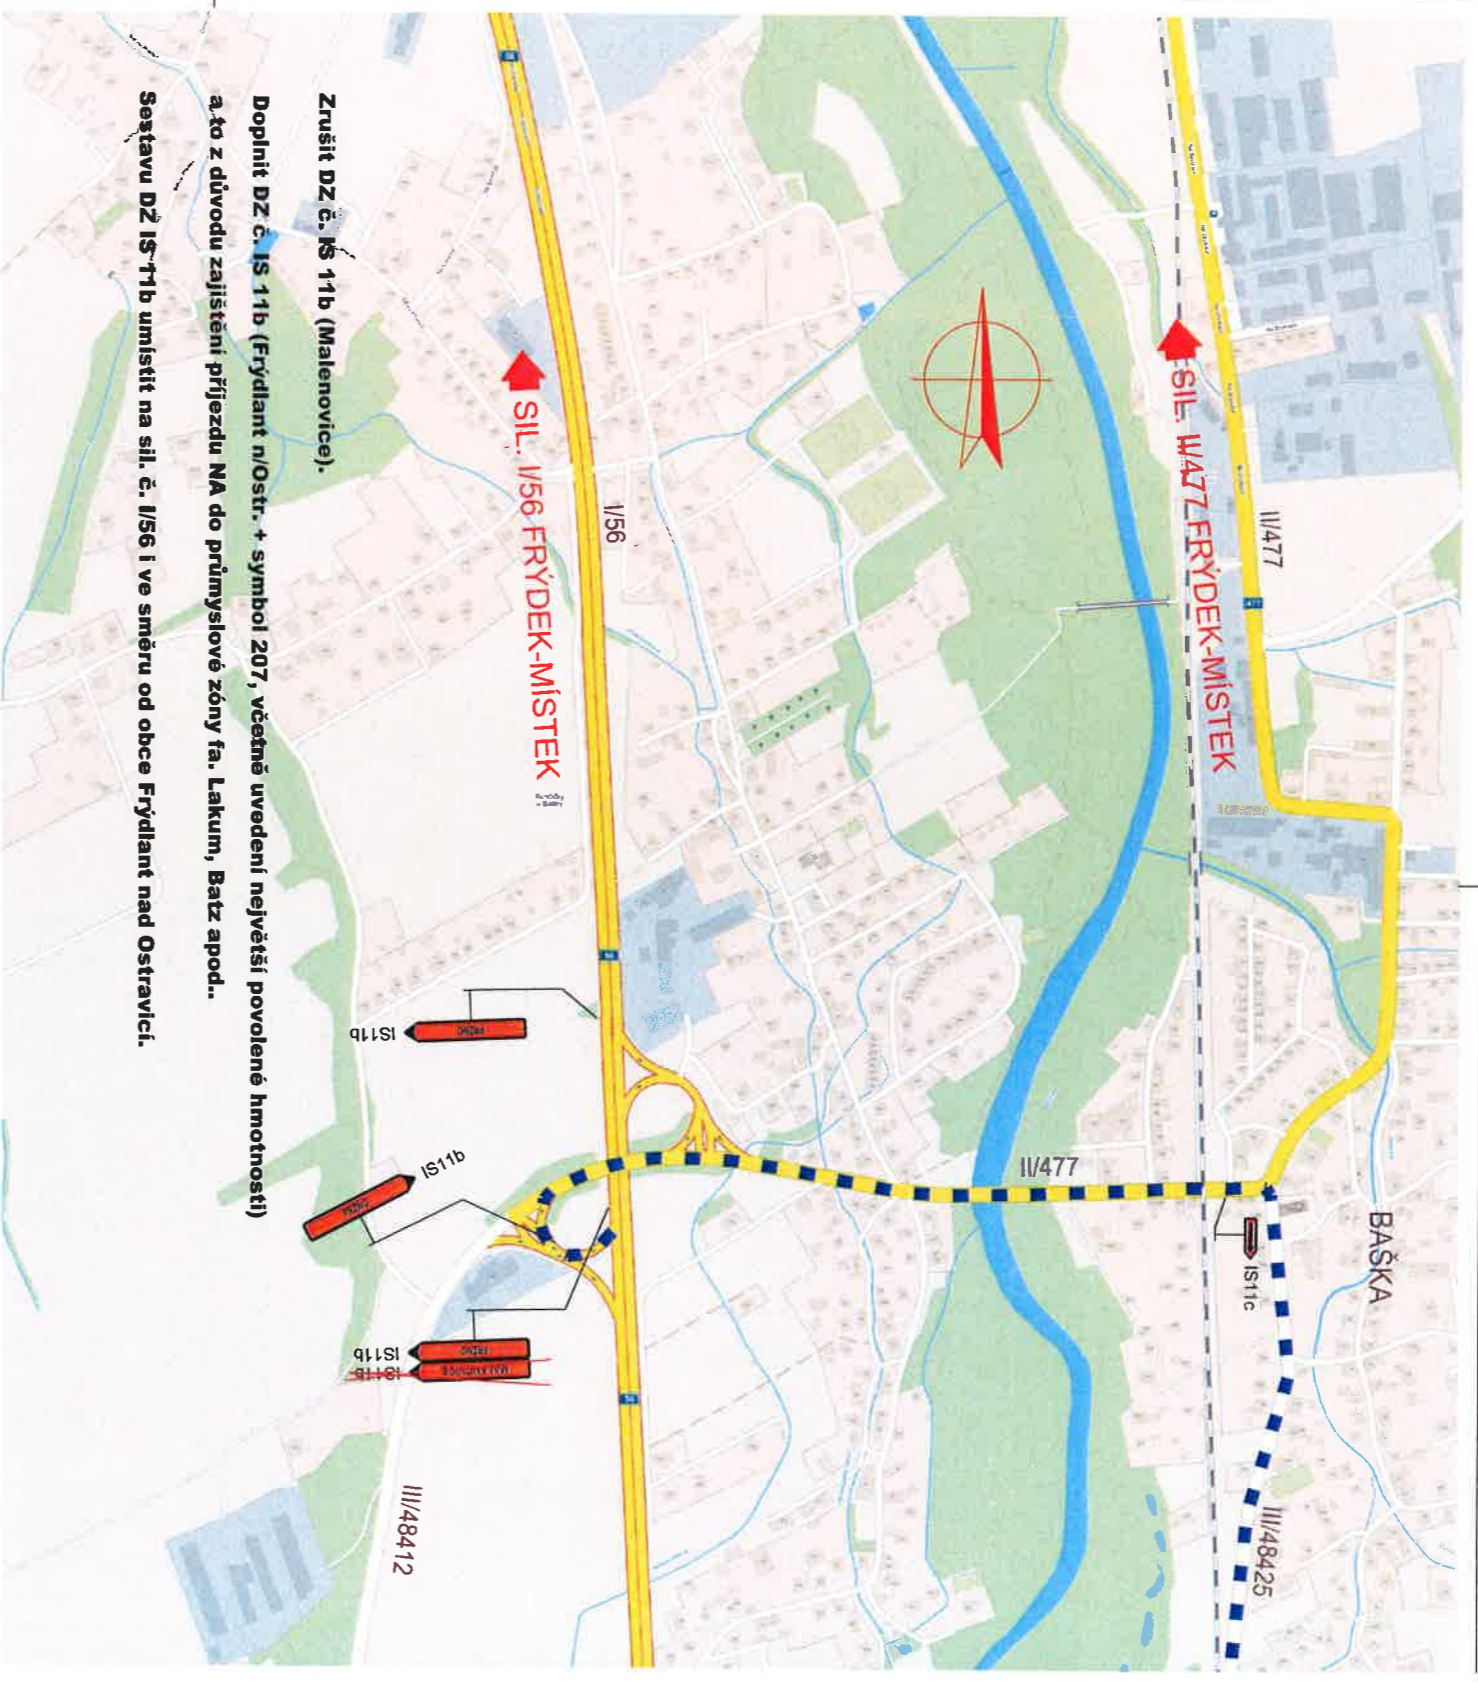 Zrušit DZ č. IS 11b (Malenovice).
Doplnit DZ č. IS 11b (Frýdlant n/Ostr. + symbol 207, včetně uvedení největší povolené hmotnosti)
a to z důvodu zajištění příjezdu NA do průmyslové zóny fa. Lakum, Batz apod..
Sestavu DZ IS 11b umístit na sil. č. I/56 i ve směru od obce Frýdlant nad Ostravicí.
SIL. II/477 FRÝDEK-MÍSTEK
II/477
SIL. I/56 FRÝDEK-MÍSTEK
I/56
BAŠKA
II/477
IS11c
III/48425
IS11b
IS11b
IS11b
IS11b
III/48412